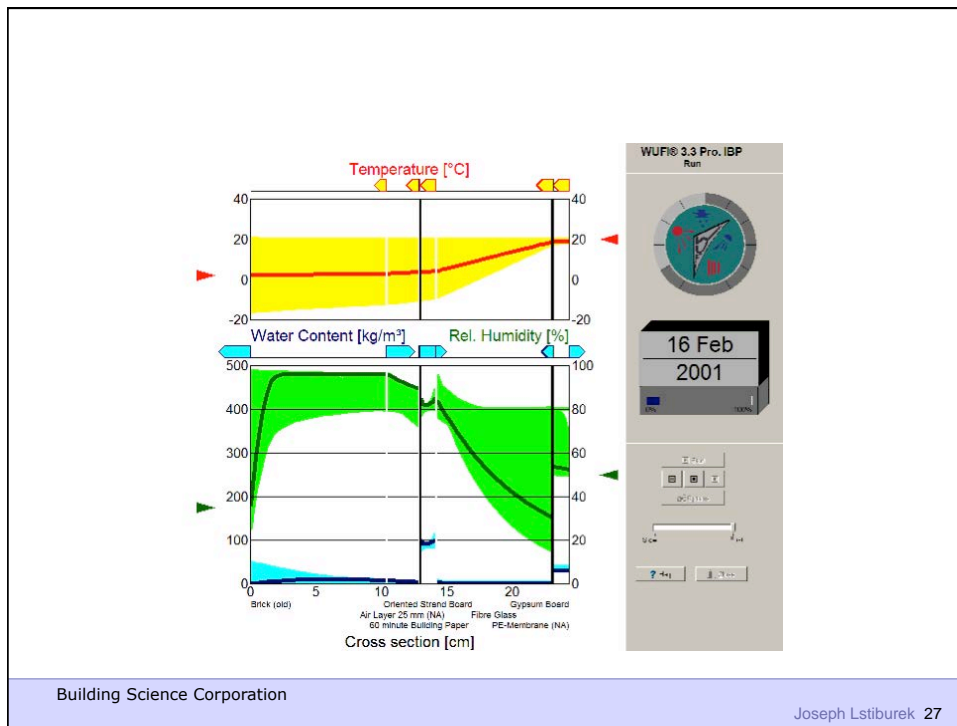 WUFI® 3.3 Pro. IBP
Run
Temperature [°C]
40 40
20 20
0 0
-20 -20
Water Content [kg/m³] Rel. Humidity [%]
500 100
400 80
300 60
200 40
100 20
0 0
0 5 10 15 20
Brick (old) Oriented Strand Board Gypsum Board
Air Layer 25 mm (NA) Fibre Glass
60 minute Building Paper PE-Membrane (NA)
Cross section [cm]
16 Feb
2001
0% 100%
Building Science Corporation
Joseph Lstiburek 27